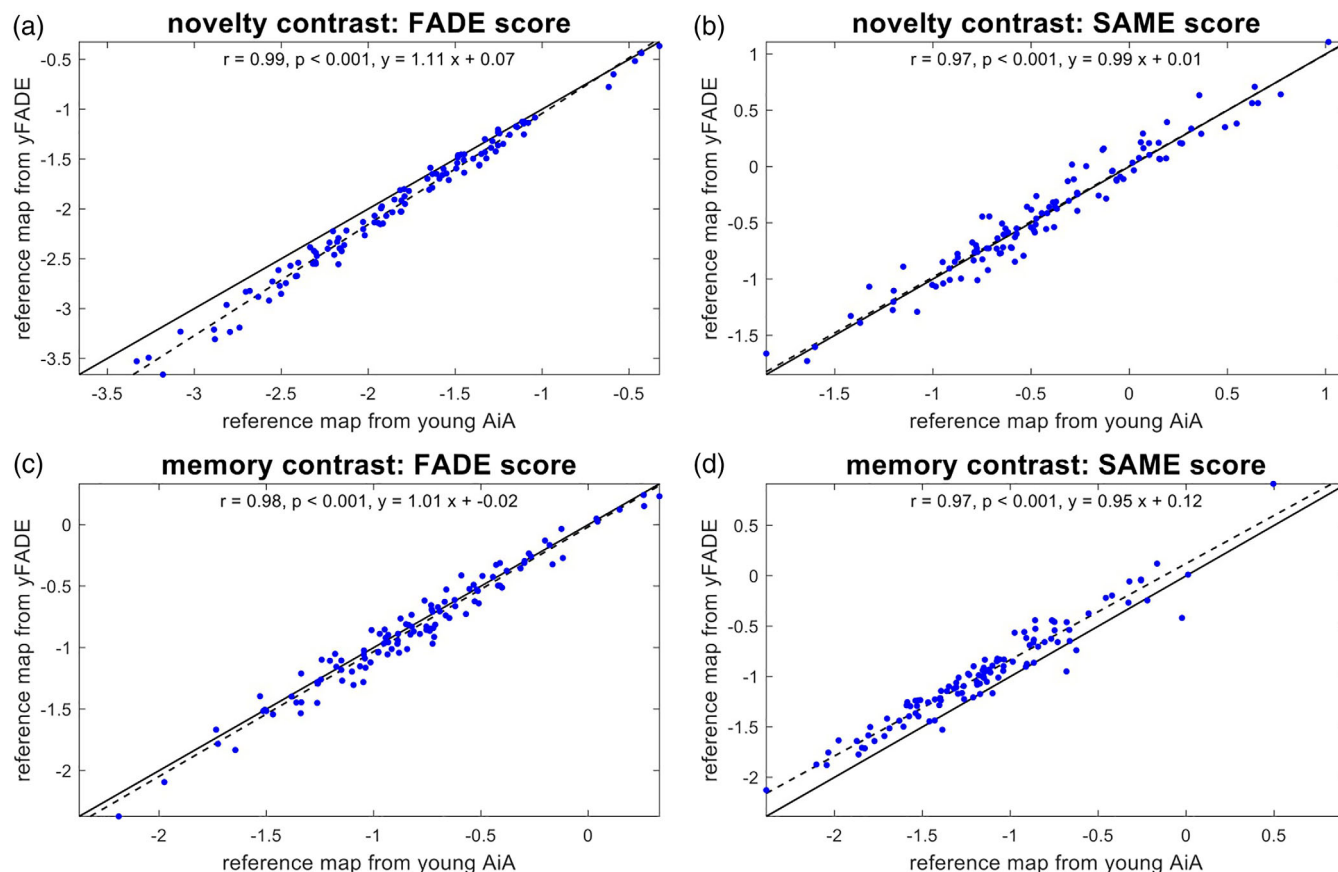 (a) novelty contrast: FADE score
r = 0.99, p < 0.001, y = 1.11 x + 0.07
reference map from yFADE
-0.5
-1
-1.5
-2
-2.5
-3
-3.5
-3.5 -3 -2.5 -2 -1.5 -1 -0.5
reference map from young AiA
(b) novelty contrast: SAME score
r = 0.97, p < 0.001, y = 0.99 x + 0.01
reference map from yFADE
1
0.5
0
-0.5
-1
-1.5
-1.5 -1 -0.5 0 0.5 1
reference map from young AiA
(c) memory contrast: FADE score
r = 0.98, p < 0.001, y = 1.01 x + -0.02
reference map from yFADE
0
-0.5
-1
-1.5
-2
-2 -1.5 -1 -0.5 0
reference map from young AiA
(d) memory contrast: SAME score
r = 0.97, p < 0.001, y = 0.95 x + 0.12
reference map from yFADE
0.5
0
-0.5
-1
-1.5
-2
-2 -1.5 -1 -0.5 0 0.5
reference map from young AiA